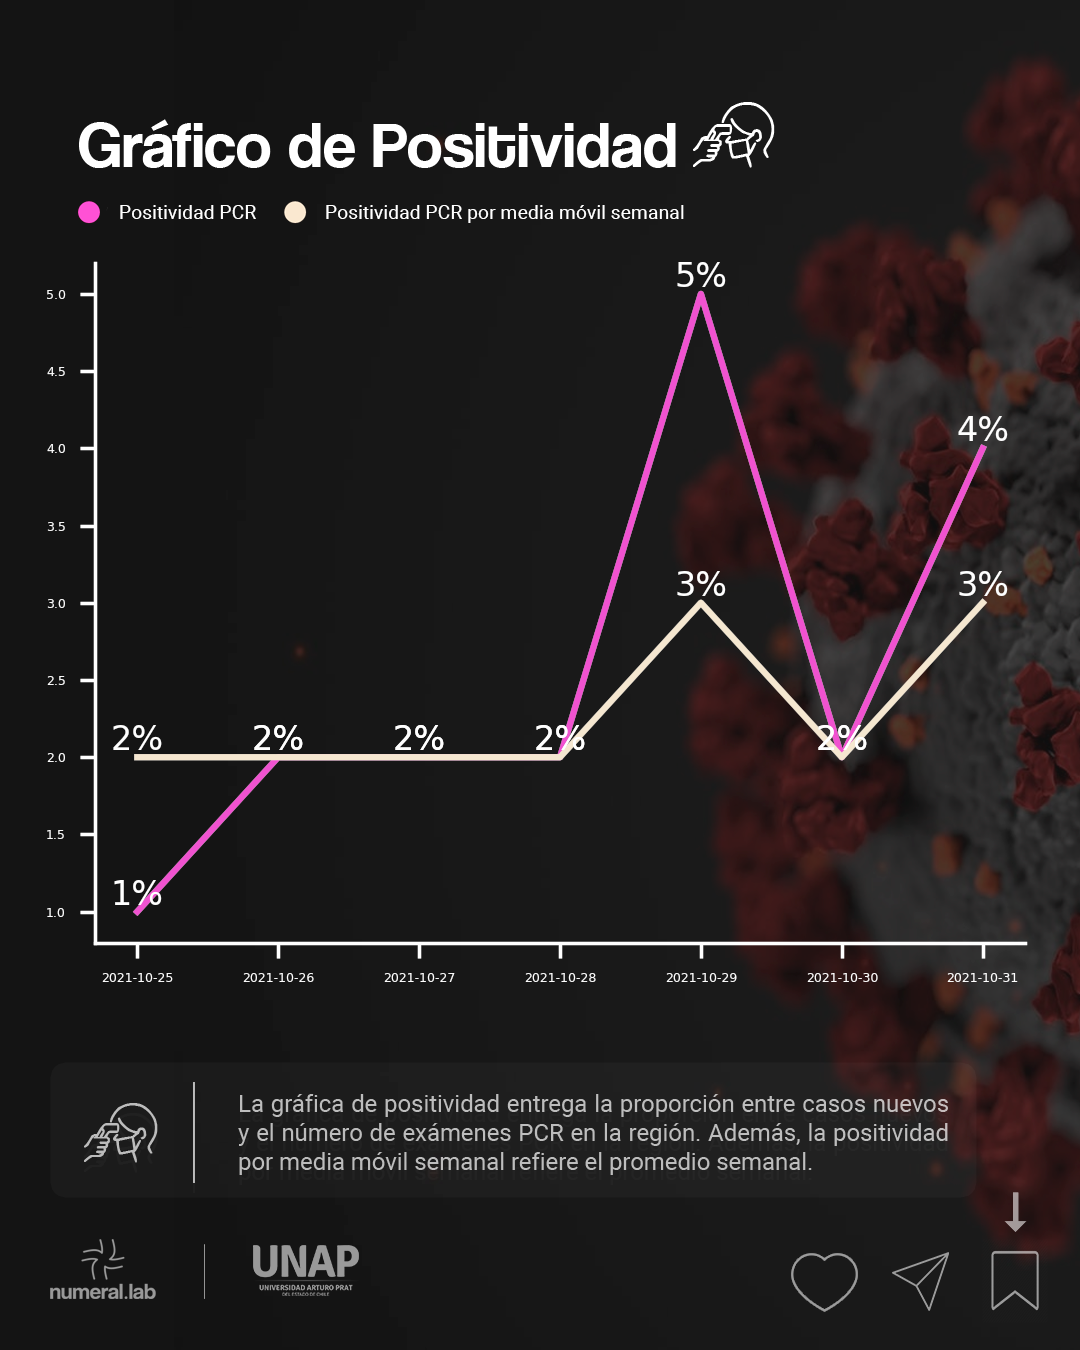 Gráfico de Positividad
Positividad PCR
Positividad PCR por media móvil semanal
5%
5.0
4.5
4%
4.0
3.5
3%
3%
3.0
2.5
2%
2%
2%
2%
2%
2.0
1.5
1%
1.0
2021-10-25
2021-10-26
2021-10-27
2021-10-28
2021-10-29
2021-10-30
2021-10-31
La gráfica de positividad entrega la proporción entre casos nuevos
y el número de exámenes PCR en la región. Además, la positividad
por media móvil semanal refiere el promedio semanal.
numeral.lab
UNAP
UNIVERSIDAD ARTURO PRAT
DEL ESTADO DE CHILE